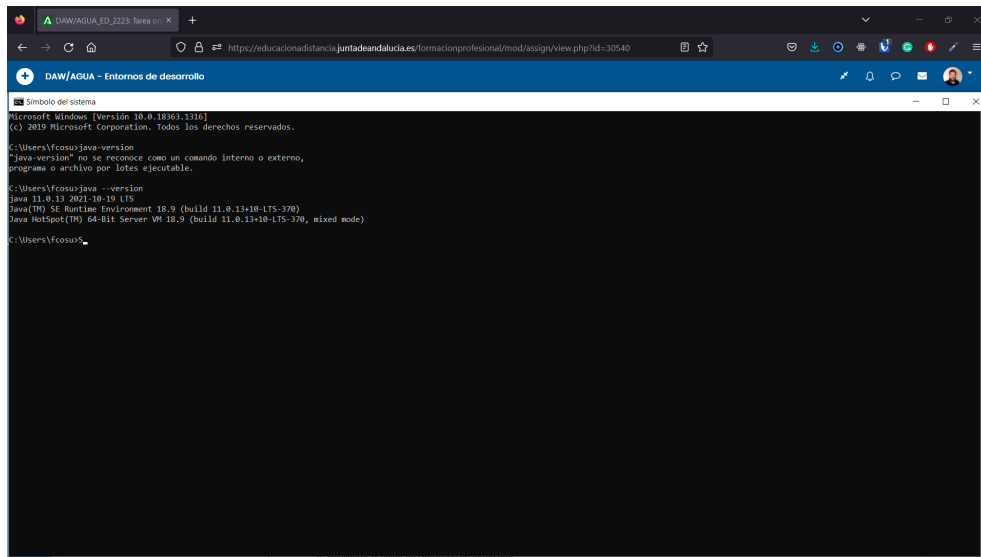 DAW/AGUA_ED_2223: Tarea on
https://educacionadistancia.juntadeandalucia.es/formacionprofesional/mod/assign/view.php?id=30540
DAW/AGUA - Entornos de desarrollo
Símbolo del sistema
Microsoft Windows [Versión 10.0.18363.1316]
(c) 2019 Microsoft Corporation. Todos los derechos reservados.
C:\Users\fcosu>java-version
"java-version" no se reconoce como un comando interno o externo,
programa o archivo por lotes ejecutable.
C:\Users\fcosu>java --version
java 11.0.13 2021-10-19 LTS
Java(TM) SE Runtime Environment 18.9 (build 11.0.13+10-LTS-370)
Java HotSpot(TM) 64-Bit Server VM 18.9 (build 11.0.13+10-LTS-370, mixed mode)
C:\Users\fcosu>S